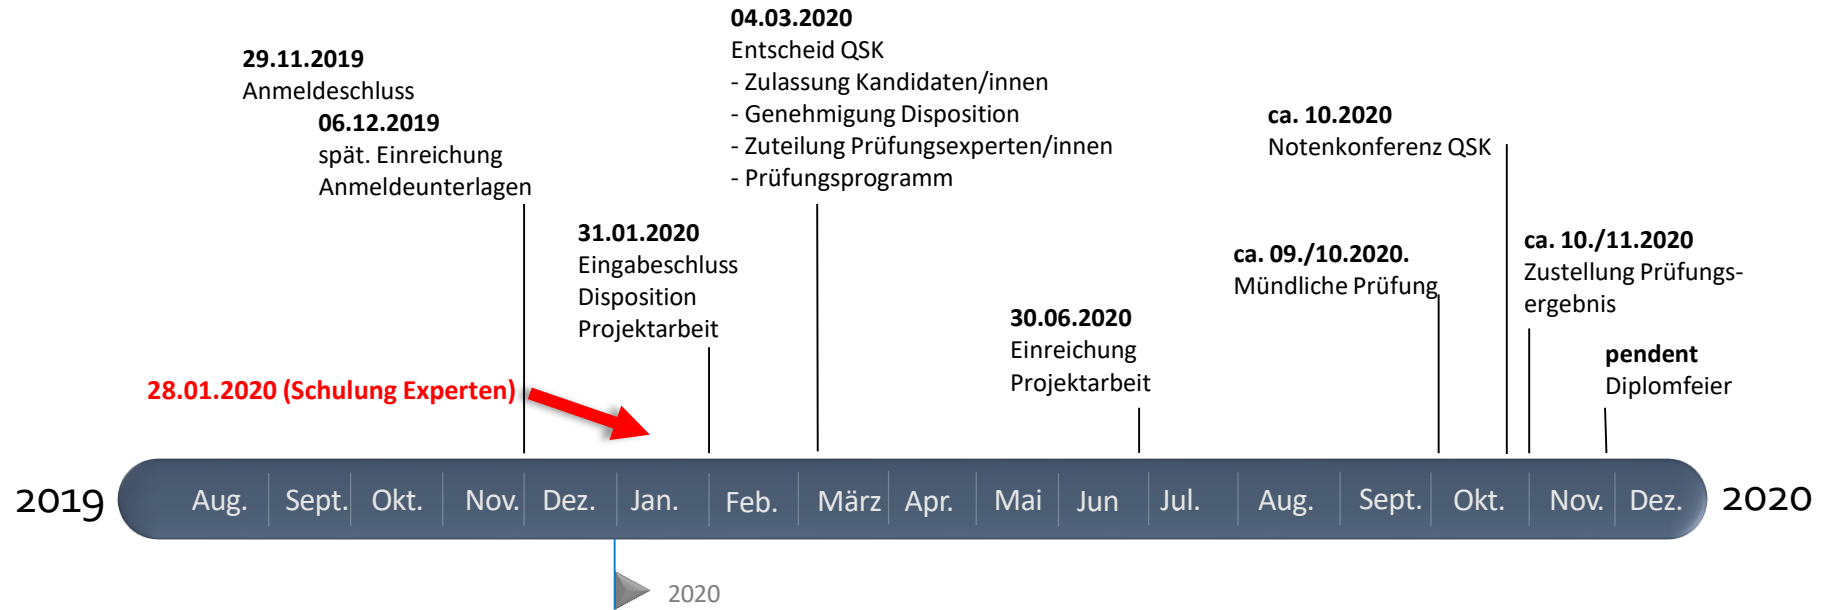 04.03.2020
Entscheid QSK
- Zulassung Kandidaten/innen
- Genehmigung Disposition
- Zuteilung Prüfungsexperten/innen
- Prüfungsprogramm
29.11.2019
Anmeldeschluss
06.12.2019
spät. Einreichung
Anmeldeunterlagen
ca. 10.2020
Notenkonferenz QSK
31.01.2020
Eingabeschluss
Disposition
Projektarbeit
ca. 09./10.2020.
Mündliche Prüfung
ca. 10./11.2020
Zustellung Prüfungs-
ergebnis
30.06.2020
Einreichung
Projektarbeit
pendent
Diplomfeier
28.01.2020 (Schulung Experten)
2019 Aug. Sept. Okt. Nov. Dez. Jan. Feb. März Apr. Mai Jun Jul. Aug. Sept. Okt. Nov. Dez. 2020
2020